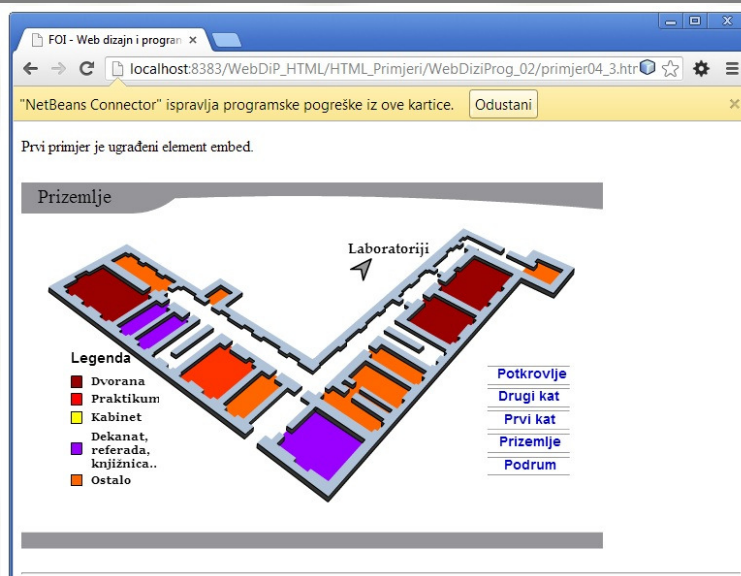 FOI - Web dizajn i progran
localhost:8383/WebDiP_HTML/HTML_Primjeri/WebDiziProg_02/primjer04_3.htm
"NetBeans Connector" ispravlja programske pogreške iz ove kartice. Odustani
Prvi primjer je ugrađeni element embed.
Prizemlje
Laboratoriji
Legenda
Dvorana
Praktikum
Kabinet
Dekanat,
referada,
knjižnica..
Ostalo
Potkrovlje
Drugi kat
Prvi kat
Prizemlje
Podrum